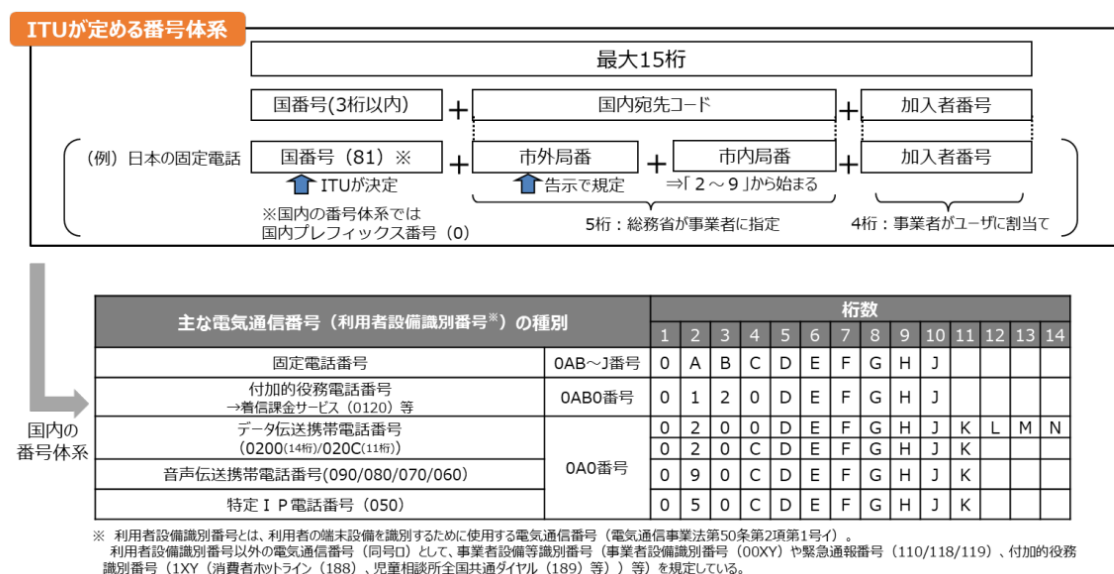 ITUが定める番号体系
最大15桁
国番号(3桁以内) + 国内宛先コード + 加入者番号
（例）日本の固定電話 国番号（81）※ + 市外局番 + 市内局番 + 加入者番号
ITUが決定 告示で規定 ⇒「２～９」から始まる
※国内の番号体系では
国内プレフィックス番号（0）
5桁：総務省が事業者に指定 4桁：事業者がユーザに割当て
国内の
番号体系
主な電気通信番号（利用者設備識別番号※）の種別 桁数
1 2 3 4 5 6 7 8 9 10 11 12 13 14
固定電話番号 0AB～J番号 0 A B C D E F G H J
付加的役務電話番号
→着信課金サービス（0120）等 0AB0番号 0 1 2 0 D E F G H J
データ伝送携帯電話番号 0 2 0 0 D E F G H J K L M N
（0200(14桁)/020C(11桁)） 0 2 0 C D E F G H J K
0A0番号
音声伝送携帯電話番号(090/080/070/060) 0 9 0 C D E F G H J K
特定ＩＰ電話番号（050） 0 5 0 C D E F G H J K
※ 利用者設備識別番号とは、利用者の端末設備を識別するために使用する電気通信番号（電気通信事業法第50条第2項第1号イ）。
利用者設備識別番号以外の電気通信番号（同号ロ）として、事業者設備等識別番号（事業者設備識別番号（00XY）や緊急通報番号（110/118/119）、付加的役務
識別番号（1XY（消費者ホットライン（188）、児童相談所全国共通ダイヤル（189）等））等）を規定している。